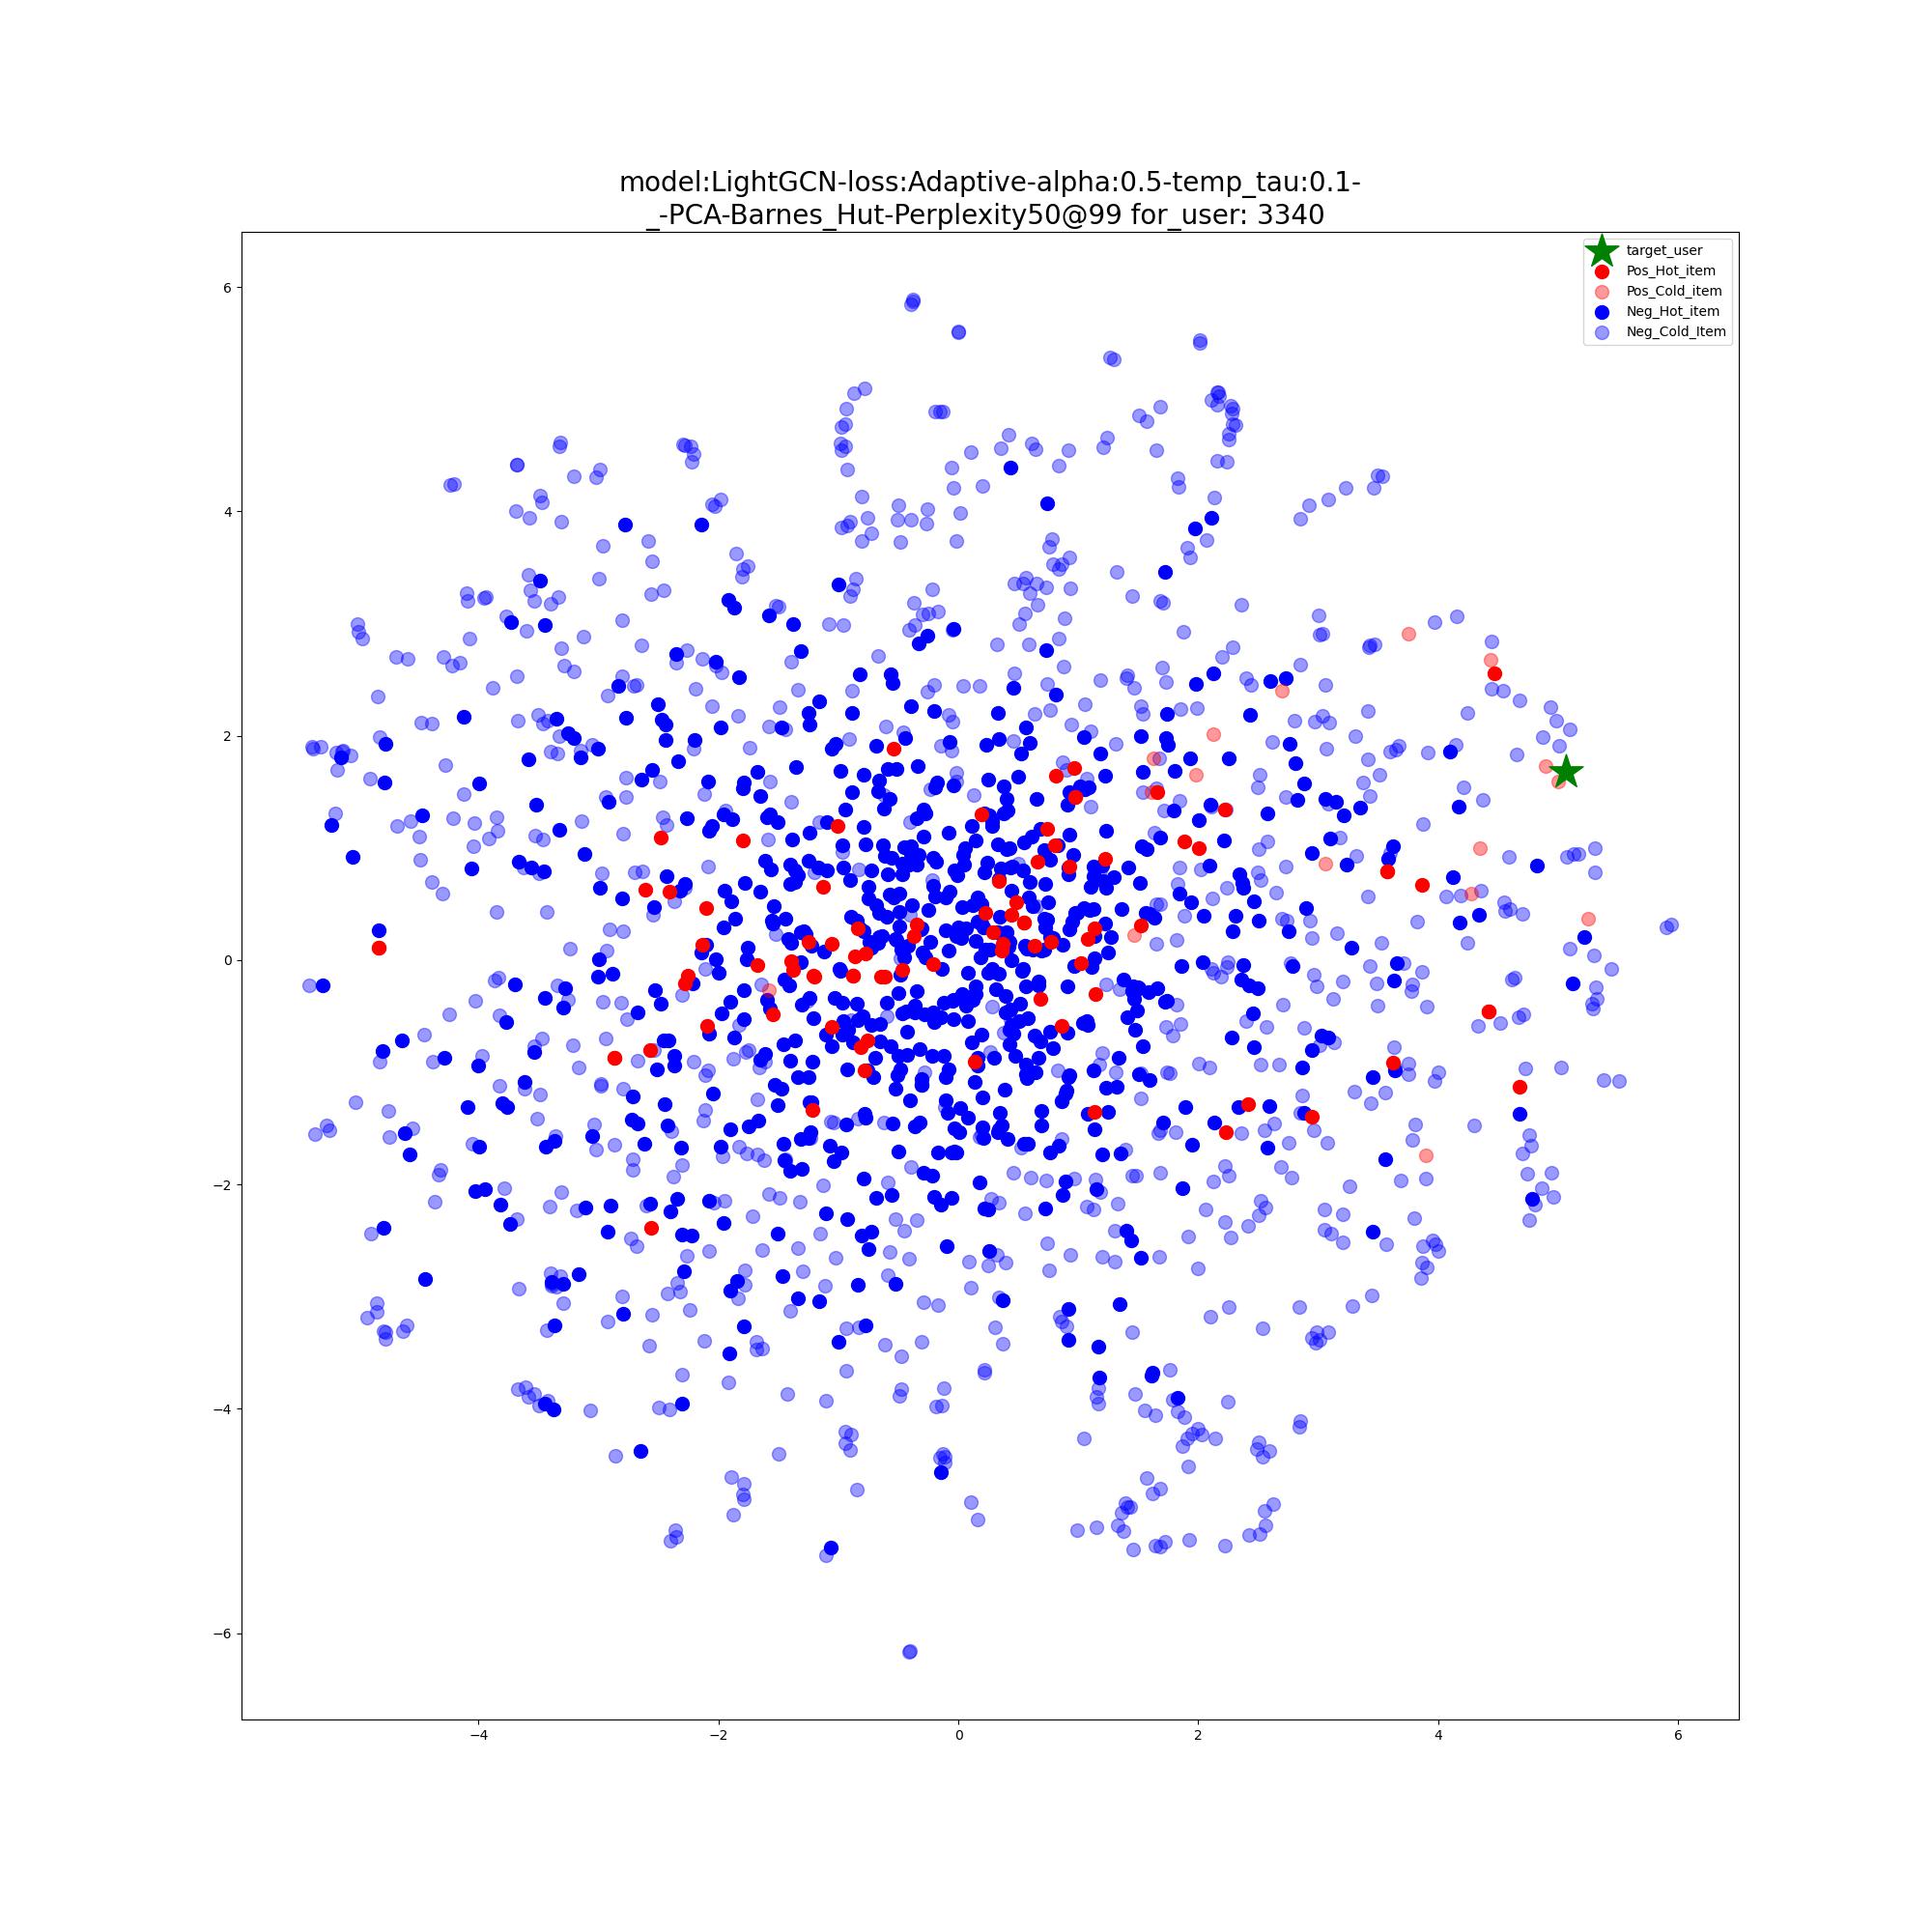 model:LightGCN-loss:Adaptive-alpha:0.5-temp_tau:0.1-
_-PCA-Barnes_Hut-Perplexity50@99 for_user: 3340
target_user
Pos_Hot_item
Pos_Cold_item
Neg_Hot_item
Neg_Cold_Item
6
4
2
0
−2
−4
−6
−4
−2
0
2
4
6